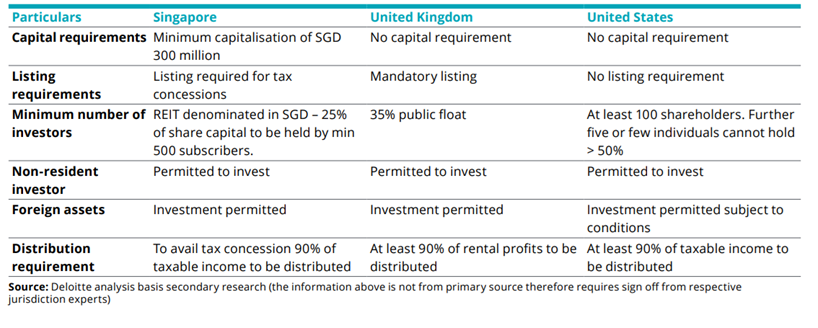 Particulars Singapore United Kingdom United States
Capital requirements Minimum capitalisation of SGD No capital requirement No capital requirement
300 million
Listing Listing required for tax Mandatory listing No listing requirement
requirements concessions
Minimum number of REIT denominated in SGD – 25% 35% public float At least 100 shareholders. Further
investors of share capital to be held by min five or few individuals cannot hold
500 subscribers. > 50%
Non-resident Permitted to invest Permitted to invest Permitted to invest
investor
Foreign assets Investment permitted Investment permitted Investment permitted subject to
conditions
Distribution To avail tax concession 90% of At least 90% of rental profits to be At least 90% of taxable income to
requirement taxable income to be distributed distributed be distributed
Source: Deloitte analysis basis secondary research (the information above is not from primary source therefore requires sign off from respective
jurisdiction experts)